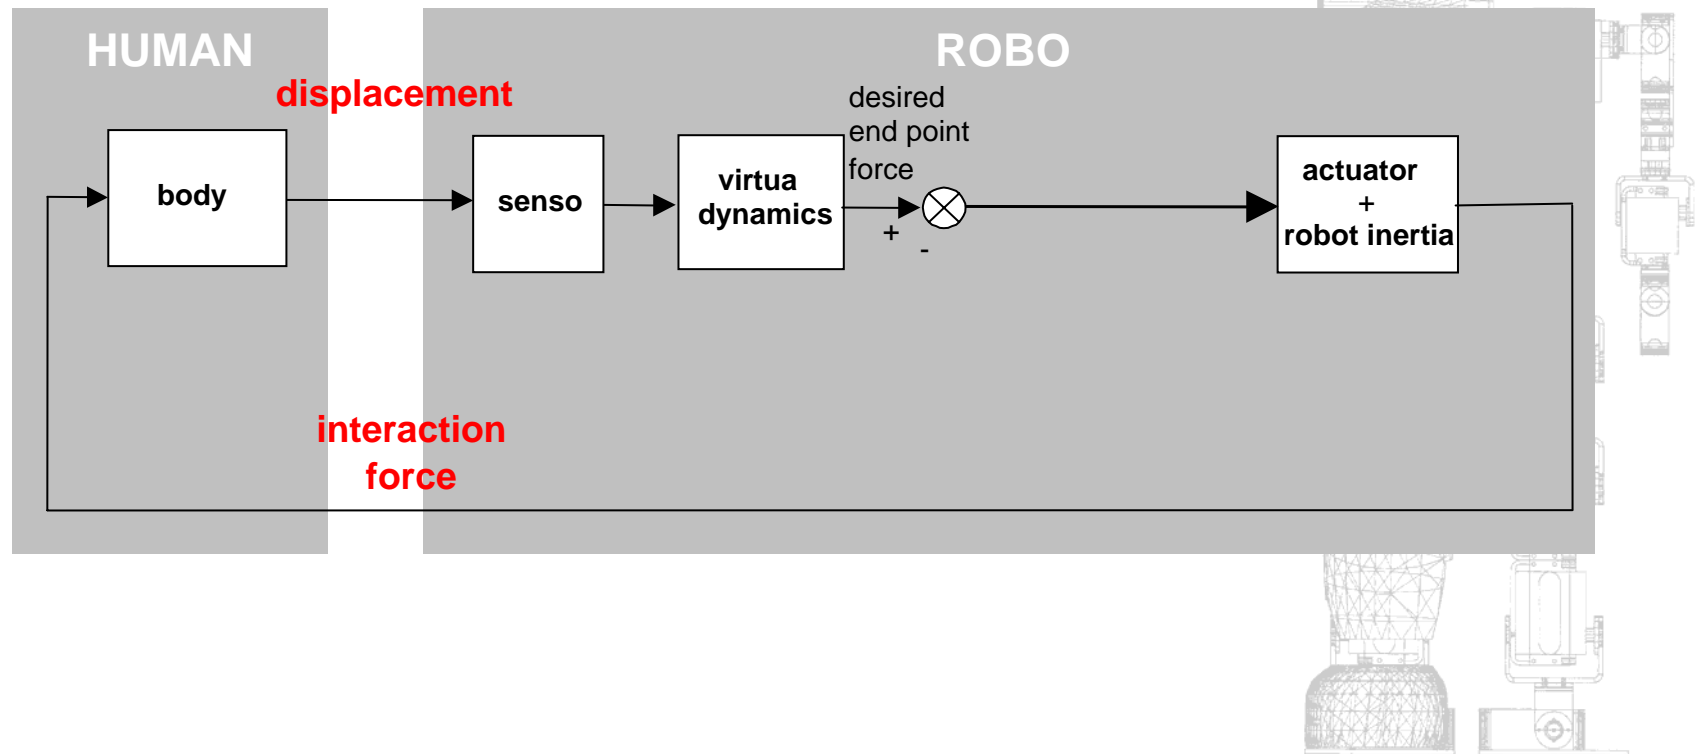 HUMAN
ROBO
displacement
desired
end point
force
body
senso
virtua
dynamics
+
-
actuator
+
robot inertia
interaction
force